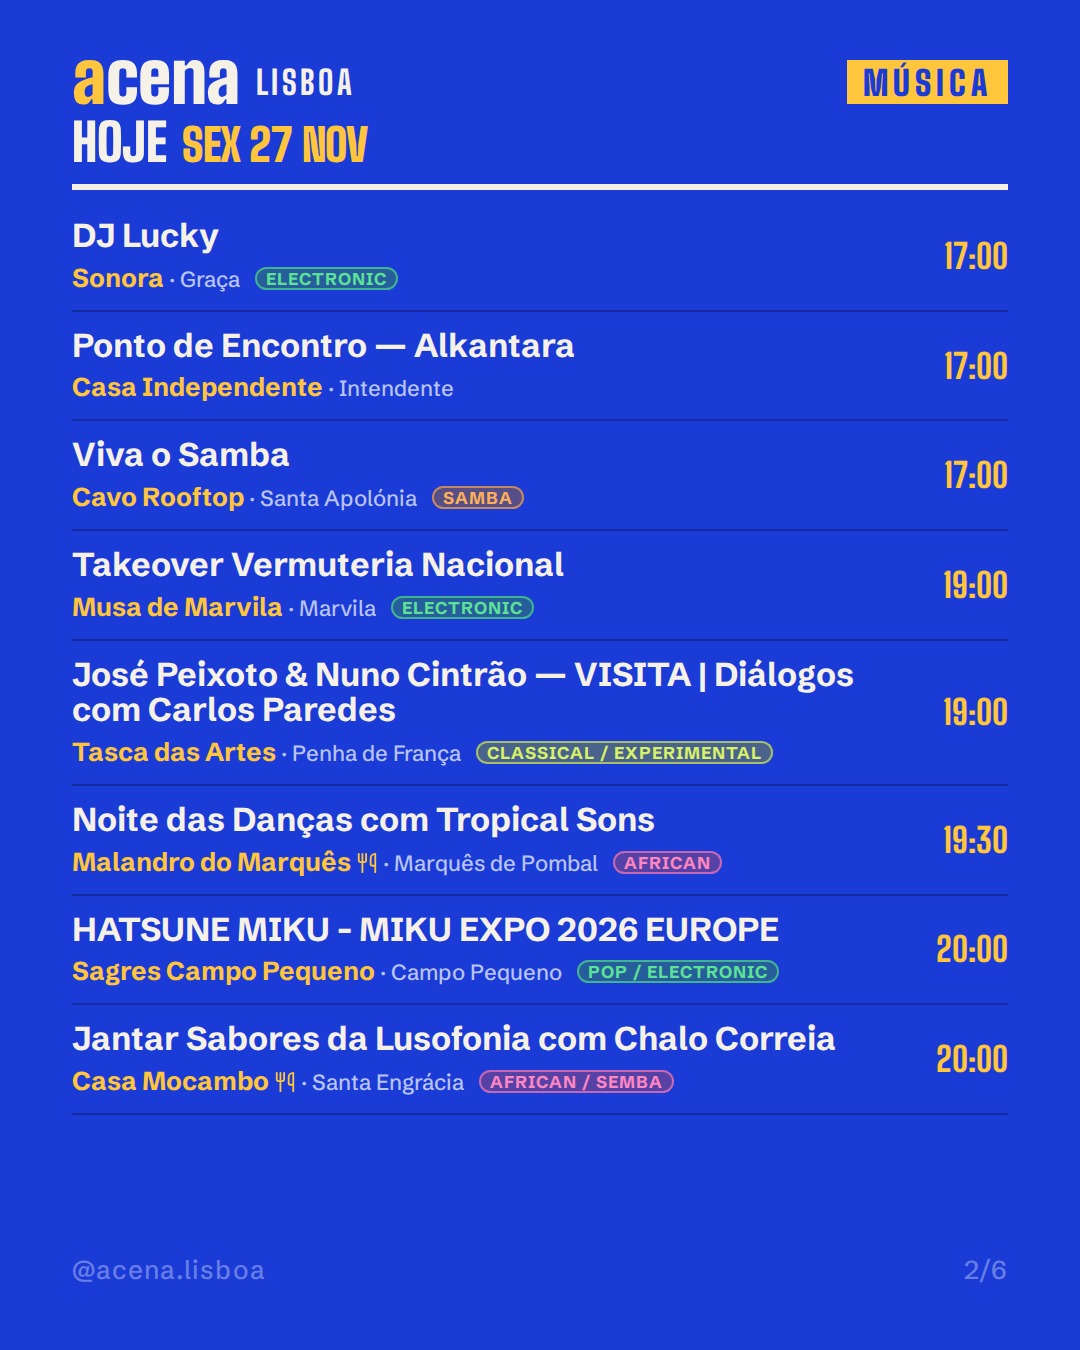 acena LISBOA
MÚSICA
HOJE SEX 27 NOV
DJ Lucky
17:00
Sonora · Graça ELECTRONIC
Ponto de Encontro — Alkantara
17:00
Casa Independente · Intendente
Viva o Samba
17:00
Cavo Rooftop · Santa Apolónia SAMBA
Takeover Vermuteria Nacional
19:00
Musa de Marvila · Marvila ELECTRONIC
José Peixoto & Nuno Cintrão — VISITA | Diálogos
com Carlos Paredes
19:00
Tasca das Artes · Penha de França CLASSICAL / EXPERIMENTAL
Noite das Danças com Tropical Sons
19:30
Malandro do Marquês · Marquês de Pombal AFRICAN
HATSUNE MIKU - MIKU EXPO 2026 EUROPE
20:00
Sagres Campo Pequeno · Campo Pequeno POP / ELECTRONIC
Jantar Sabores da Lusofonia com Chalo Correia
20:00
Casa Mocambo · Santa Engrácia AFRICAN / SEMBA
@acena.lisboa
2/6